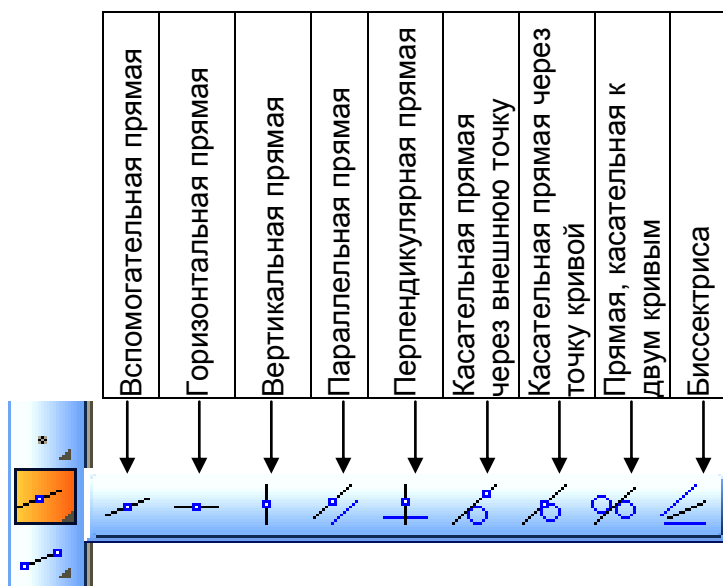 Вспомогательная прямая
Горизонтальная прямая
Вертикальная прямая
Параллельная прямая
Перпендикулярная прямая
Касательная прямая
через внешнюю точку
Касательная прямая через
точку кривой
Прямая, касательная к
двум кривым
Биссектриса